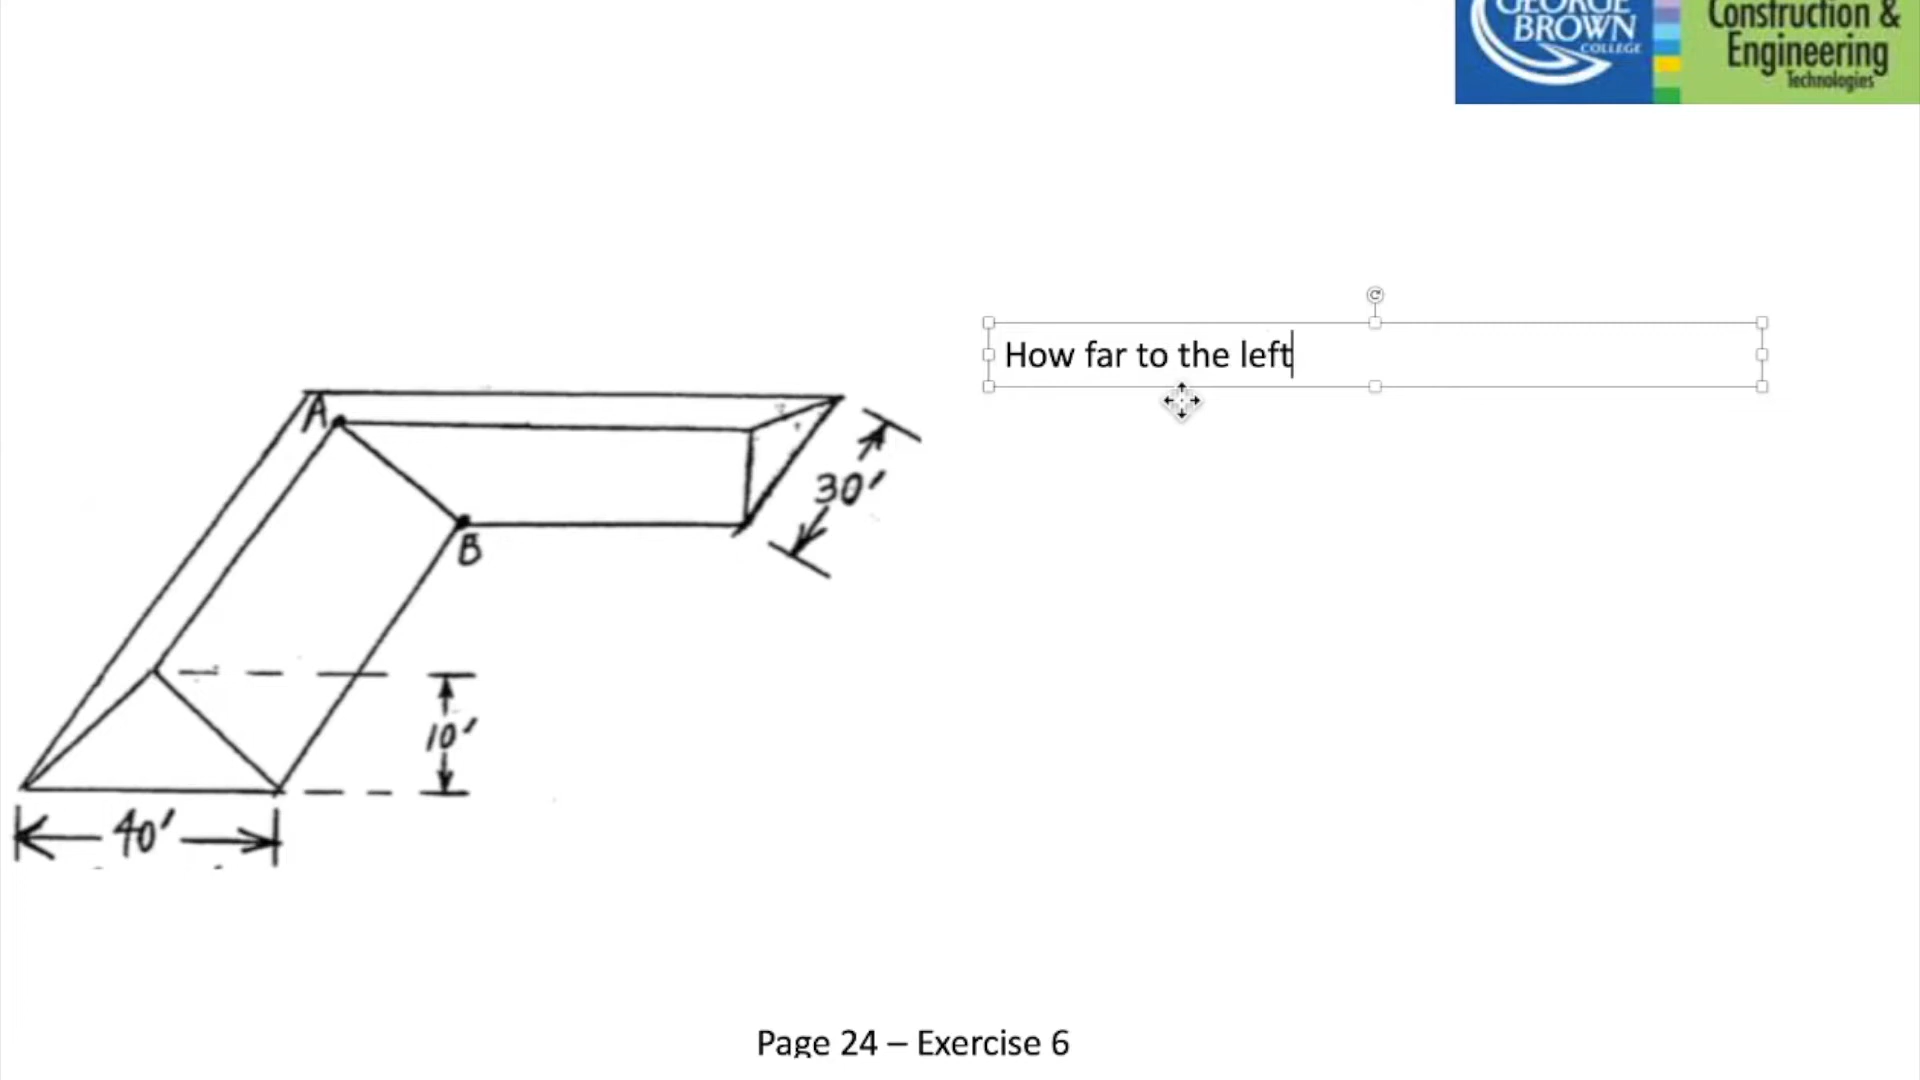 GEORGE
BROWN
COLLEGE
Construction &
Engineering
Technologies
How far to the left
A
30'
B
10'
40'
Page 24 – Exercise 6